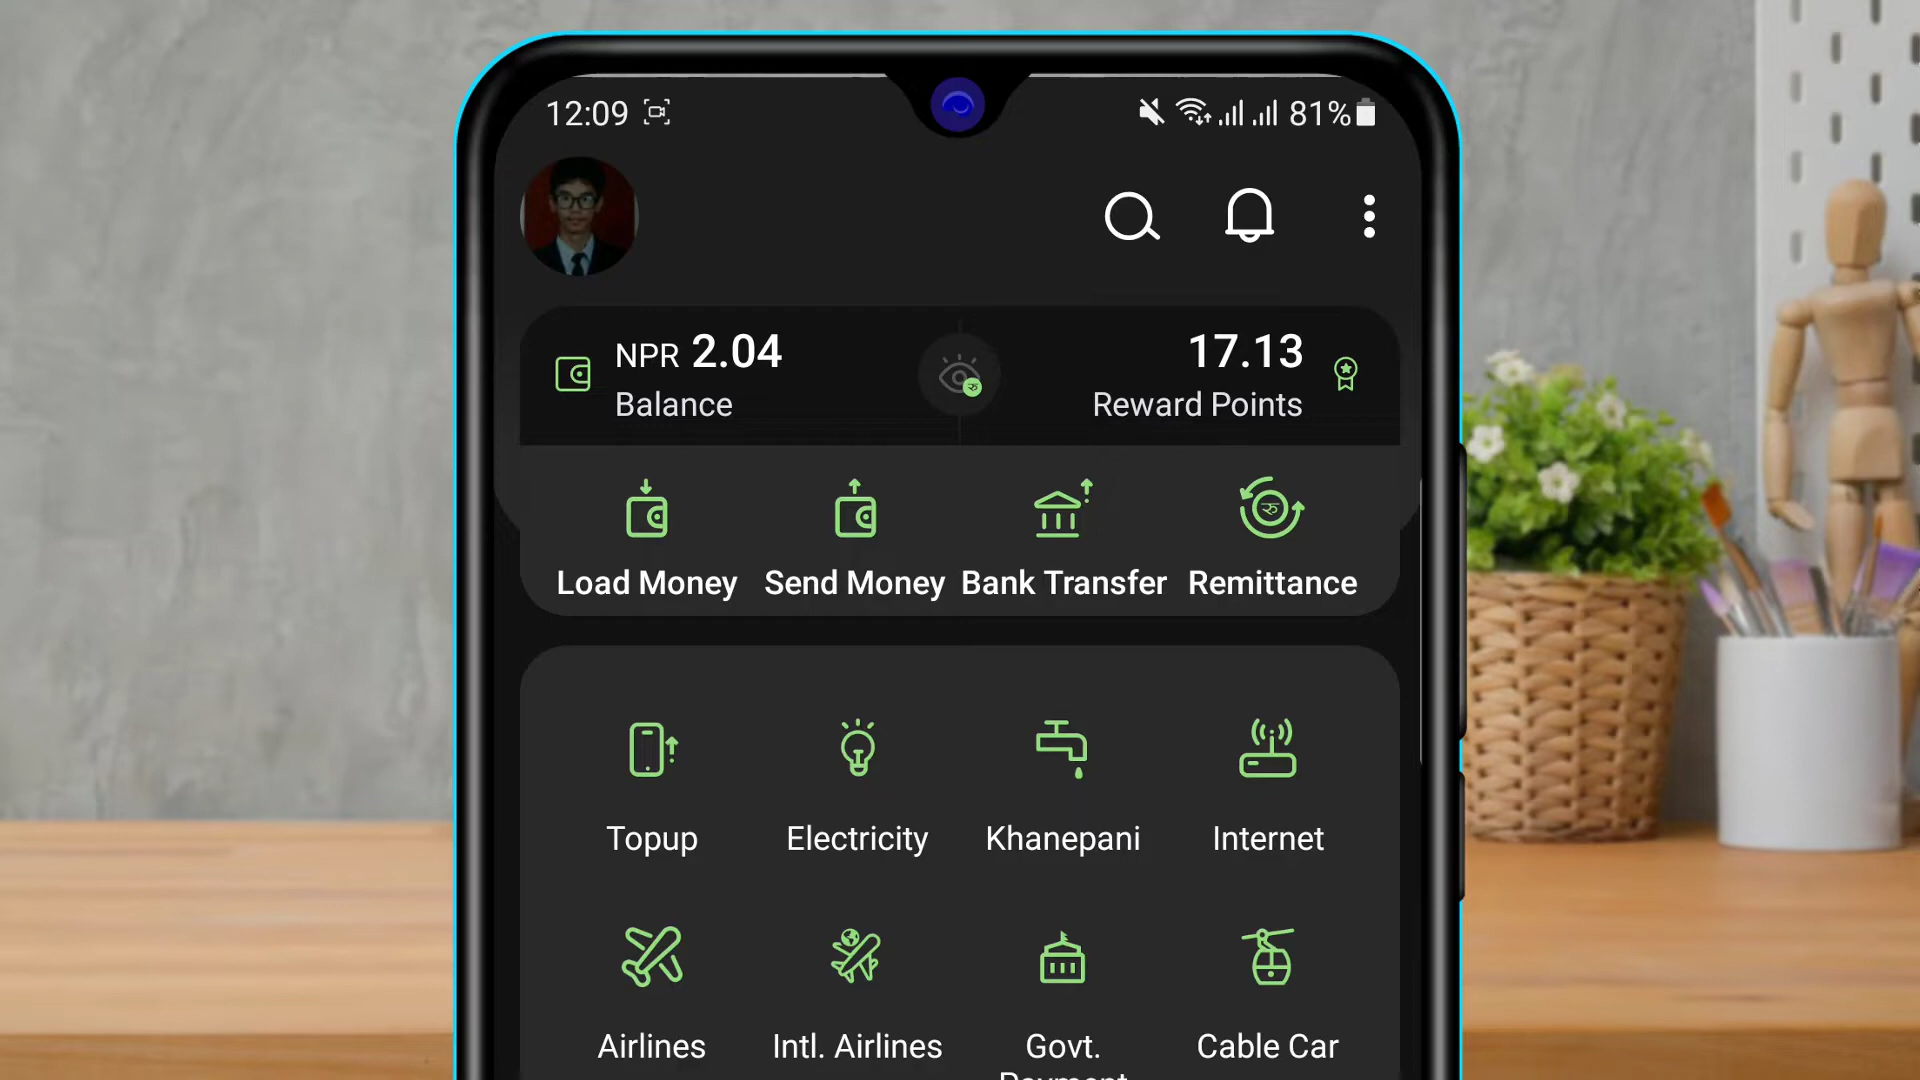 12:09
81%
NPR 2.04
17.13
Balance
Reward Points
Load Money
Send Money
Bank Transfer
Remittance
Topup
Electricity
Khanepani
Internet
Airlines
Intl. Airlines
Govt.
Payment
Cable Car